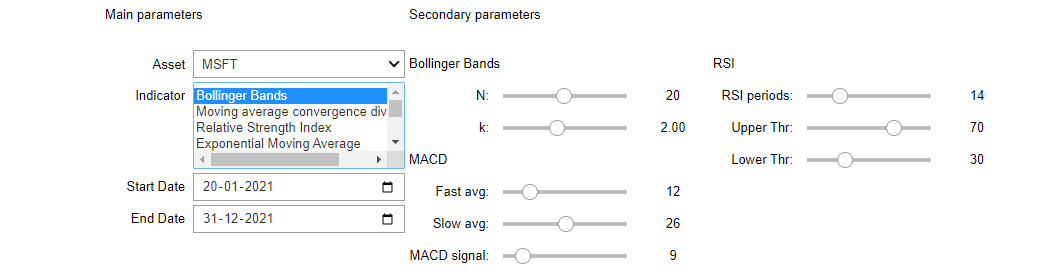 Main parameters
Secondary parameters
Asset MSFT
Bollinger Bands
RSI
Indicator
Bollinger Bands
Moving average convergence div
Relative Strength Index
Exponential Moving Average
N: 20
RSI periods: 14
k: 2.00
Upper Thr: 70
MACD
Lower Thr: 30
Start Date 20-01-2021
Fast avg: 12
End Date 31-12-2021
Slow avg: 26
MACD signal: 9